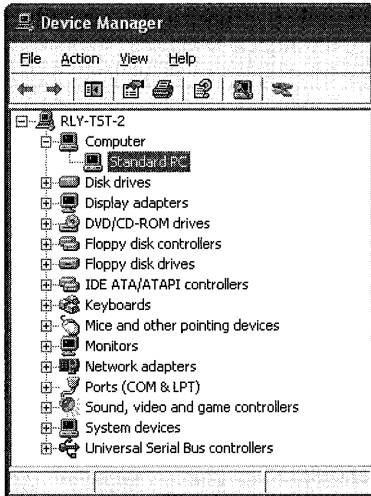 Device Manager
File Action View Help
RLY-TST-2
Computer
Standard PC
Disk drives
Display adapters
DVD/CD-ROM drives
Floppy disk controllers
Floppy disk drives
IDE ATA/ATAPI controllers
Keyboards
Mice and other pointing devices
Monitors
Network adapters
Ports (COM & LPT)
Sound, video and game controllers
System devices
Universal Serial Bus controllers